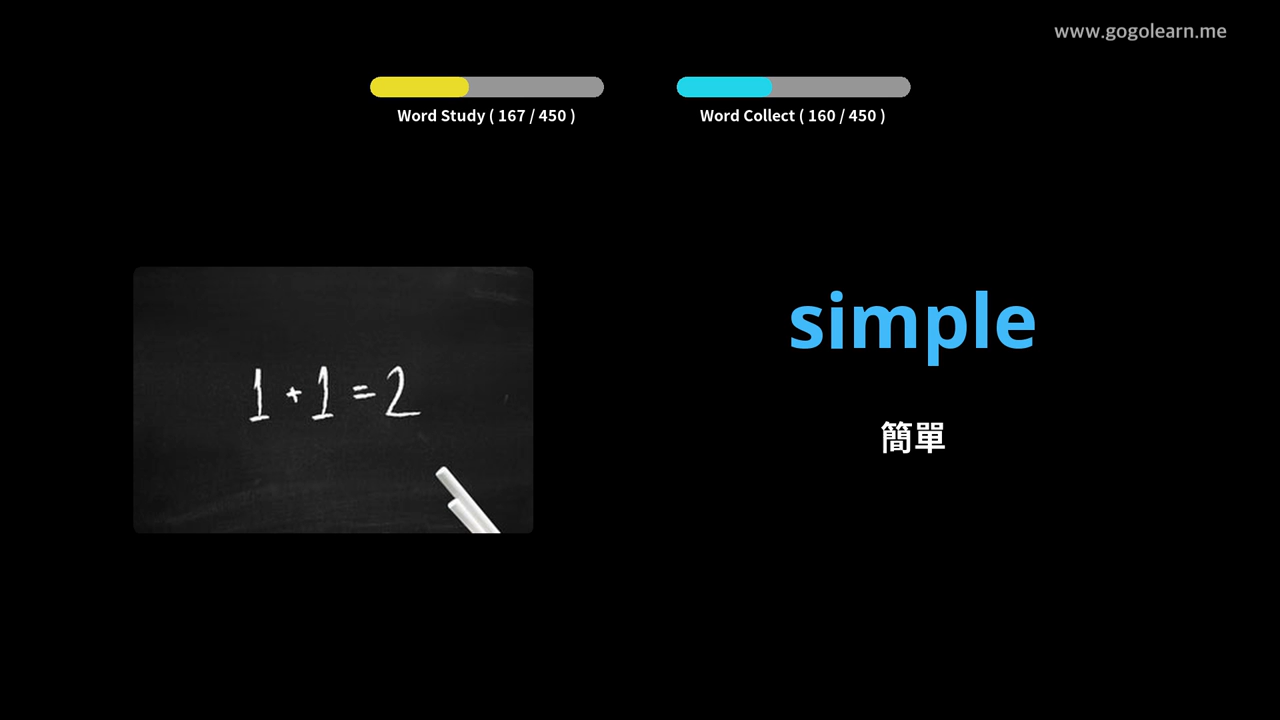 www.gogolearn.me
Word Study ( 167 / 450 )
Word Collect ( 160 / 450 )
1 + 1 = 2
simple
簡單